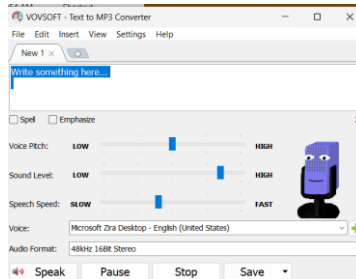 VOVSOFT - Text to MP3 Converter
File Edit Insert View Settings Help
New 1
Write something here...
Spell Emphasize
Voice Pitch: LOW HIGH
Sound Level: LOW HIGH
Speech Speed: SLOW FAST
Voice: Microsoft Zira Desktop - English (United States)
Audio Format: 48kHz 16Bit Stereo
Speak Pause Stop Save